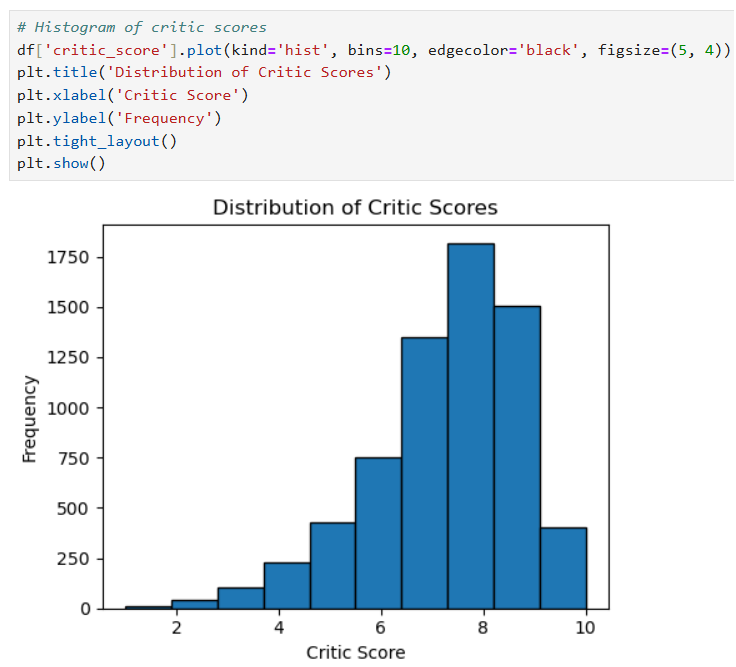 # Histogram of critic scores
df['critic_score'].plot(kind='hist', bins=10, edgecolor='black', figsize=(5, 4))
plt.title('Distribution of Critic Scores')
plt.xlabel('Critic Score')
plt.ylabel('Frequency')
plt.tight_layout()
plt.show()
Distribution of Critic Scores
1750
1500
1250
1000
750
500
250
0
Frequency
2 4 6 8 10
Critic Score